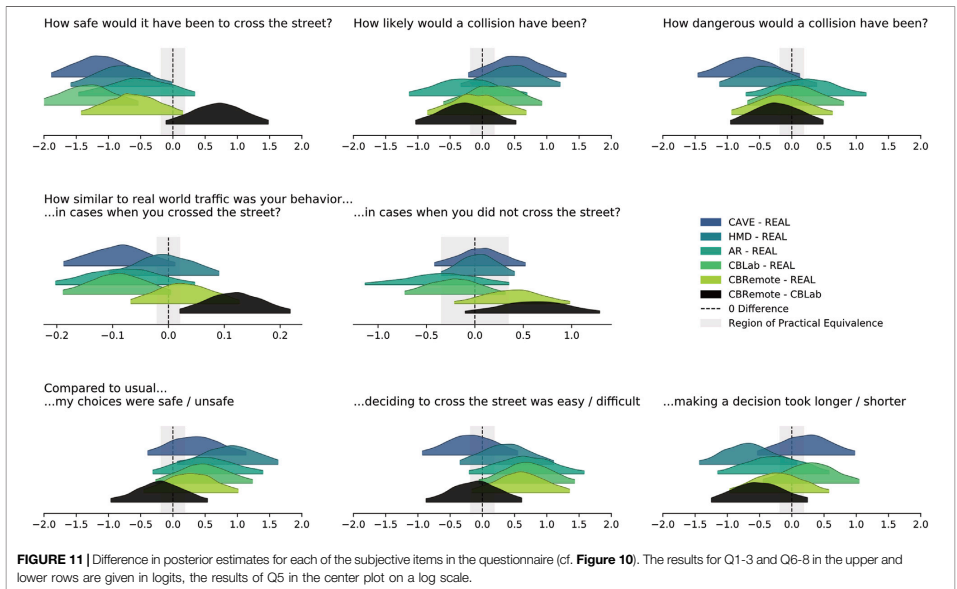 How safe would it have been to cross the street?
How likely would a collision have been?
How dangerous would a collision have been?
−2.0 −1.5 −1.0 −0.5 0.0 0.5 1.0 1.5 2.0
−2.0 −1.5 −1.0 −0.5 0.0 0.5 1.0 1.5 2.0
−2.0 −1.5 −1.0 −0.5 0.0 0.5 1.0 1.5 2.0
How similar to real world traffic was your behavior...
...in cases when you crossed the street?
...in cases when you did not cross the street?
−0.2 −0.1 0.0 0.1 0.2
−1.0 −0.5 0.0 0.5 1.0
CAVE - REAL
HMD - REAL
AR - REAL
CBLab - REAL
CBRemote - REAL
CBRemote - CBLab
0 Difference
Region of Practical Equivalence
Compared to usual...
...my choices were safe / unsafe
...deciding to cross the street was easy / difficult
...making a decision took longer / shorter
−2.0 −1.5 −1.0 −0.5 0.0 0.5 1.0 1.5 2.0
−2.0 −1.5 −1.0 −0.5 0.0 0.5 1.0 1.5 2.0
−2.0 −1.5 −1.0 −0.5 0.0 0.5 1.0 1.5 2.0
FIGURE 11 | Difference in posterior estimates for each of the subjective items in the questionnaire (cf. Figure 10). The results for Q1-3 and Q6-8 in the upper and
lower rows are given in logits, the results of Q5 in the center plot on a log scale.